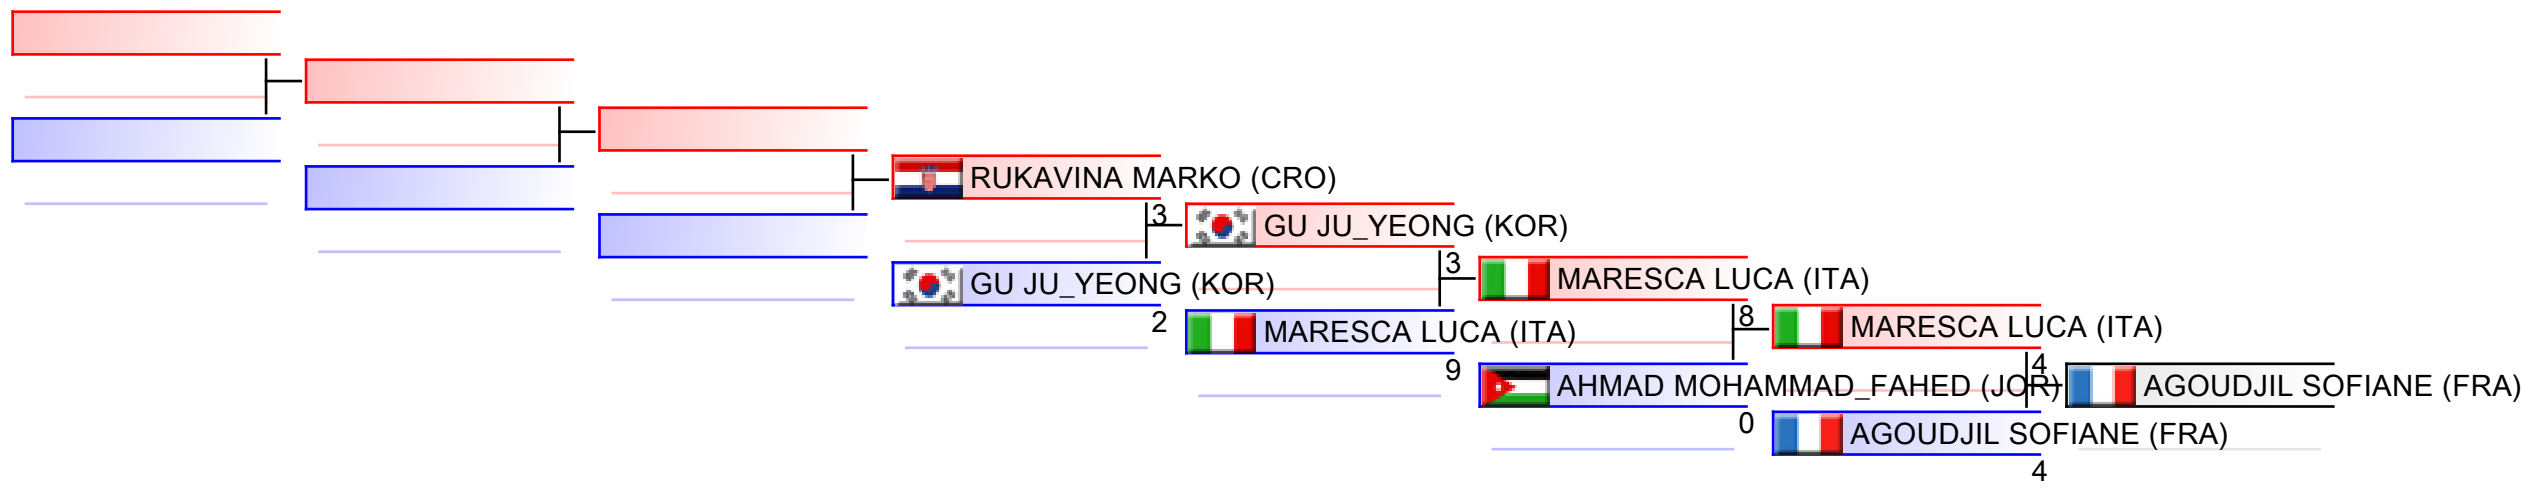 RUKAVINA MARKO (CRO)
3
GU JU_YEONG (KOR)
2
GU JU_YEONG (KOR)
3
MARESCA LUCA (ITA)
9
MARESCA LUCA (ITA)
8
AHMAD MOHAMMAD_FAHED (JOR)
0
MARESCA LUCA (ITA)
4
AGOUDJIL SOFIANE (FRA)
4
AGOUDJIL SOFIANE (FRA)